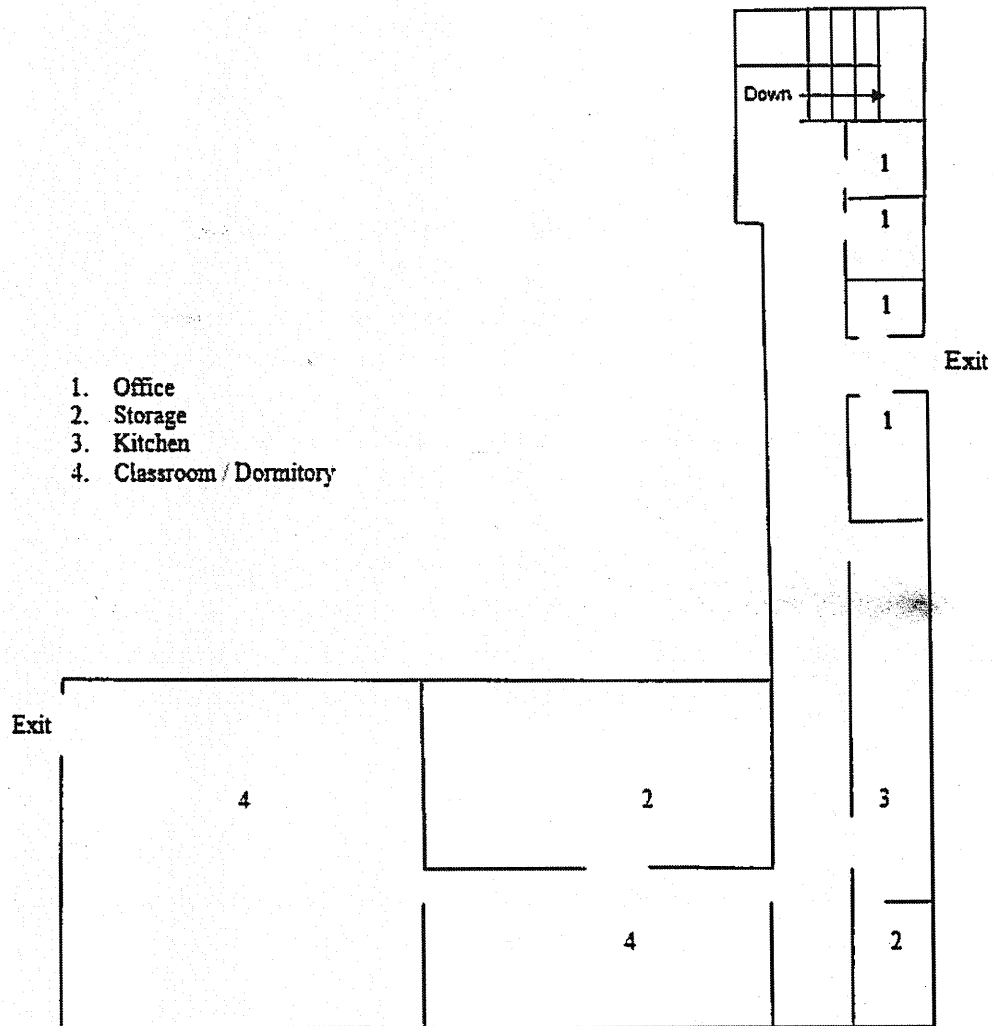 Down
1
1
1
Exit
1
1. Office
2. Storage
3. Kitchen
4. Classroom / Dormitory
Exit
4
2
3
4
2